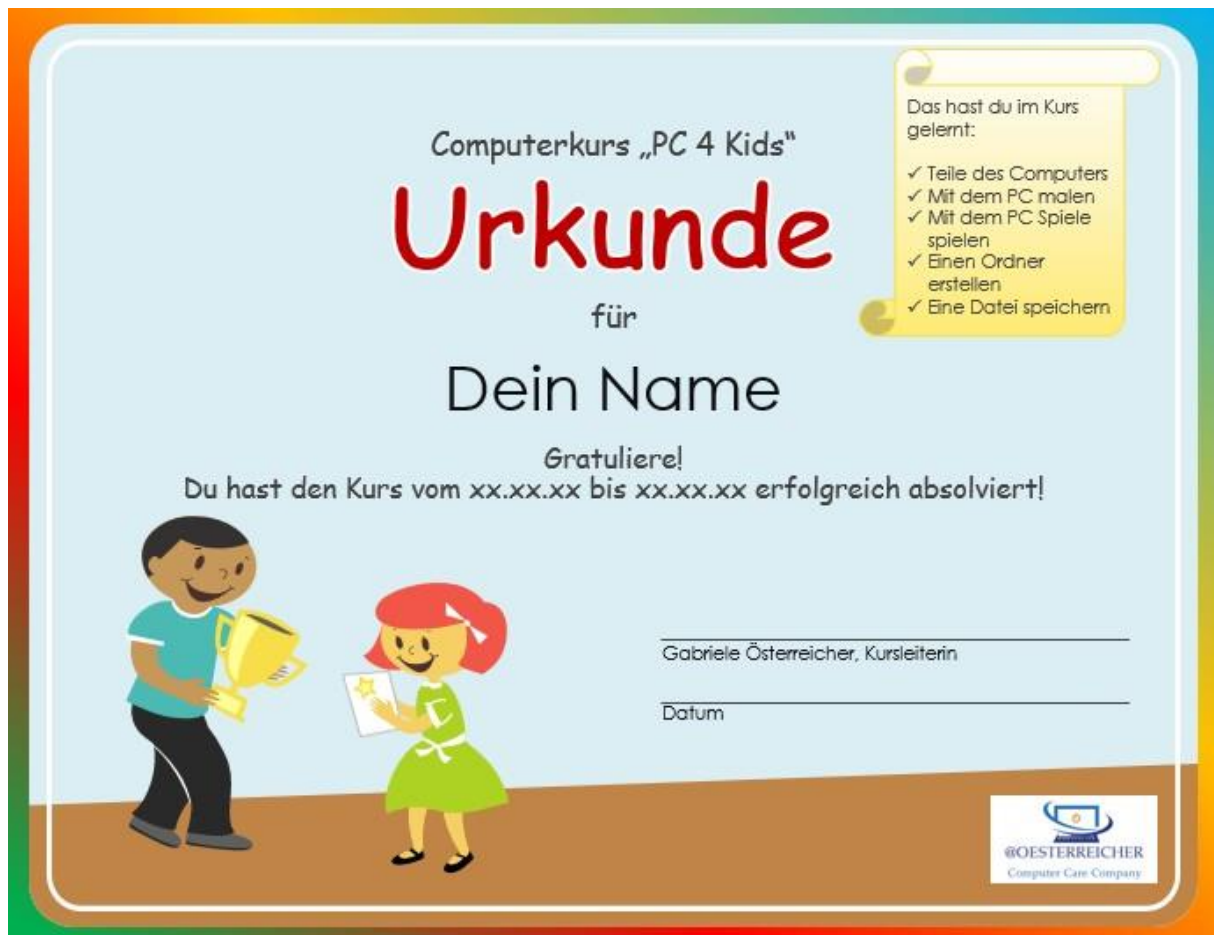 Computerkurs „PC 4 Kids“
Urkunde
für
Dein Name
Gratuliere!
Du hast den Kurs vom xx.xx.xx bis xx.xx.xx erfolgreich absolviert!
Das hast du im Kurs
gelernt:
✓ Teile des Computers
✓ Mit dem PC malen
✓ Mit dem PC Spiele
spielen
✓ Einen Ordner
erstellen
✓ Eine Datei speichern
Gabriele Österreicher, Kursleiterin
Datum
@OESTERREICHER
Computer Care Company